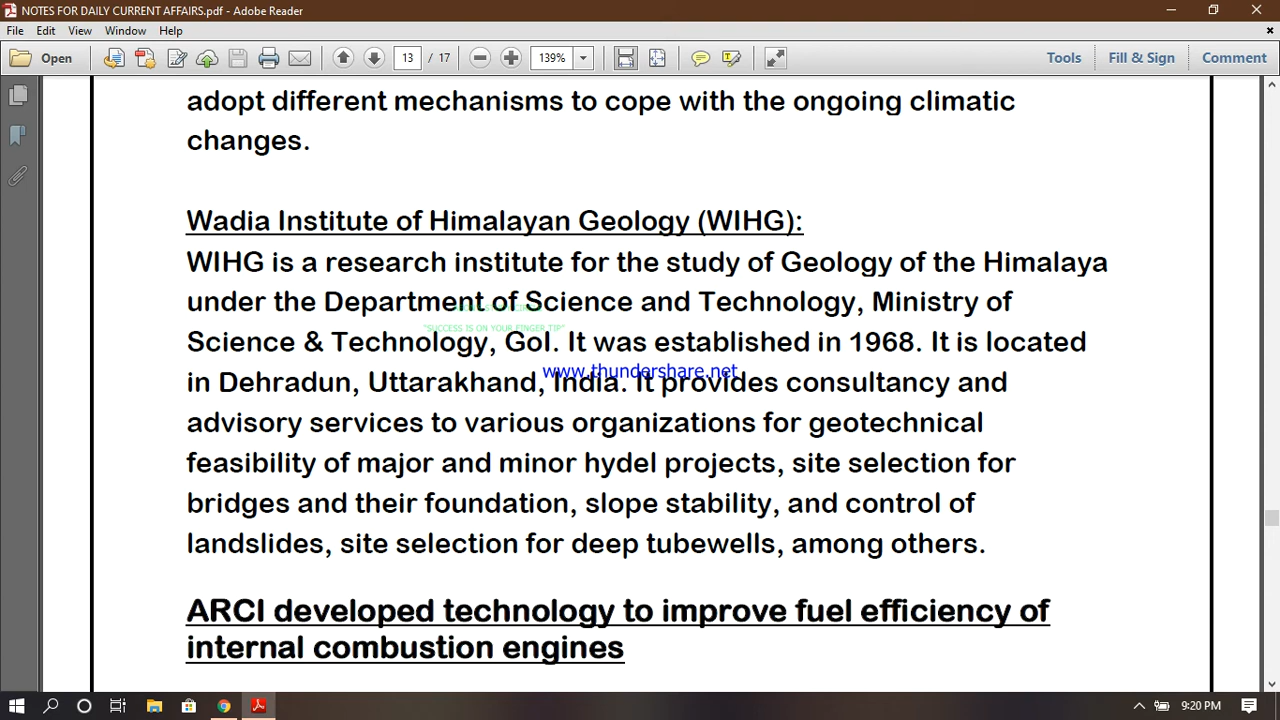 NOTES FOR DAILY CURRENT AFFAIRS.pdf - Adobe Reader
File Edit View Window Help
Open 13 / 17 139% Tools Fill & Sign Comment
adopt different mechanisms to cope with the ongoing climatic
changes.
Wadia Institute of Himalayan Geology (WIHG):
WIHG is a research institute for the study of Geology of the Himalaya
under the Department of Science and Technology, Ministry of
"SUCCESS IS ON YOUR FINGER TIP"
Science & Technology, GoI. It was established in 1968. It is located
www.thundershare.net
in Dehradun, Uttarakhand, India. It provides consultancy and
advisory services to various organizations for geotechnical
feasibility of major and minor hydel projects, site selection for
bridges and their foundation, slope stability, and control of
landslides, site selection for deep tubewells, among others.
ARCI developed technology to improve fuel efficiency of
internal combustion engines
9:20 PM